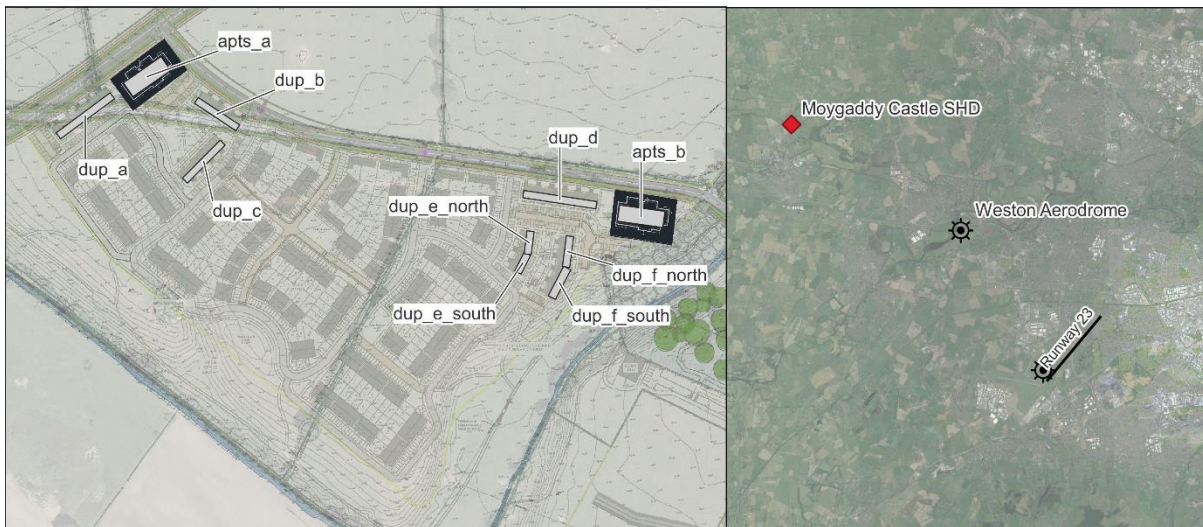 apts_a
dup_b
dup_d
apts_b
dup_a
dup_c
dup_e_north
dup_f_north
dup_e_south
dup_f_south
Moygaddy Castle SHD
Weston Aerodrome
Runway 23